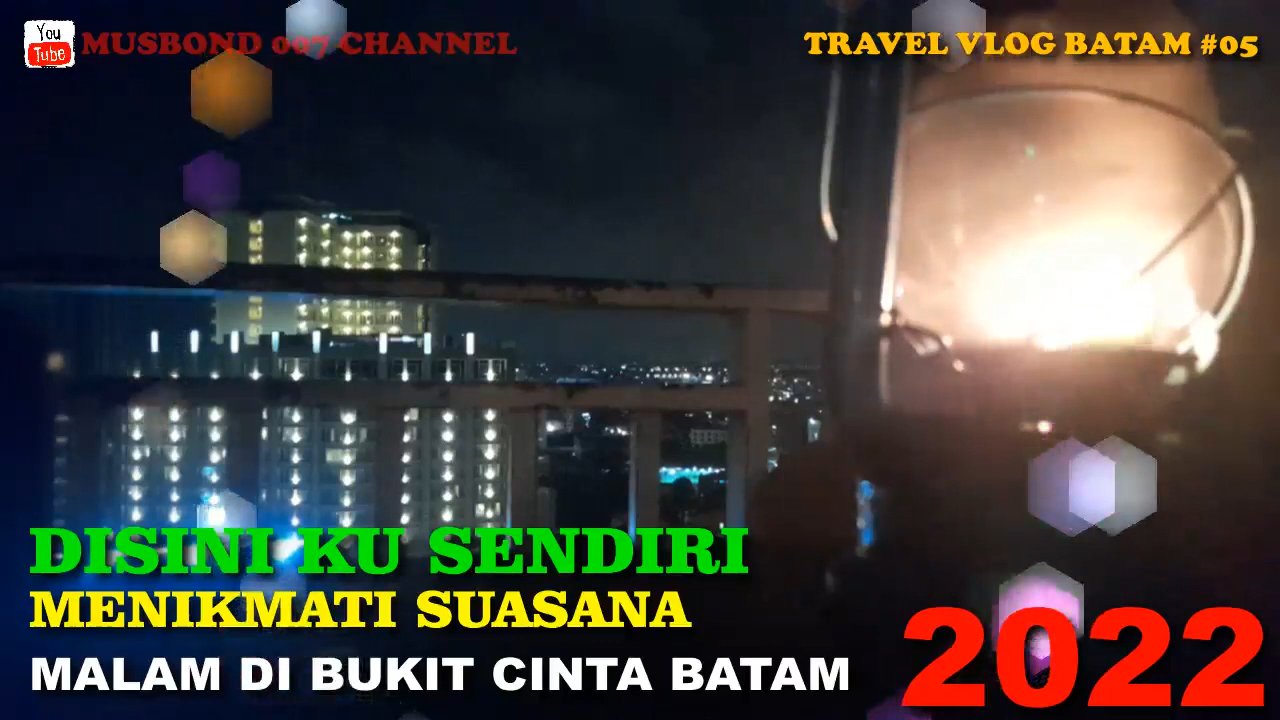 You
Tube
MUSBOND 007 CHANNEL
TRAVEL VLOG BATAM #05
DISINI KU SENDIRI
MENIKMATI SUASANA
MALAM DI BUKIT CINTA BATAM
2022